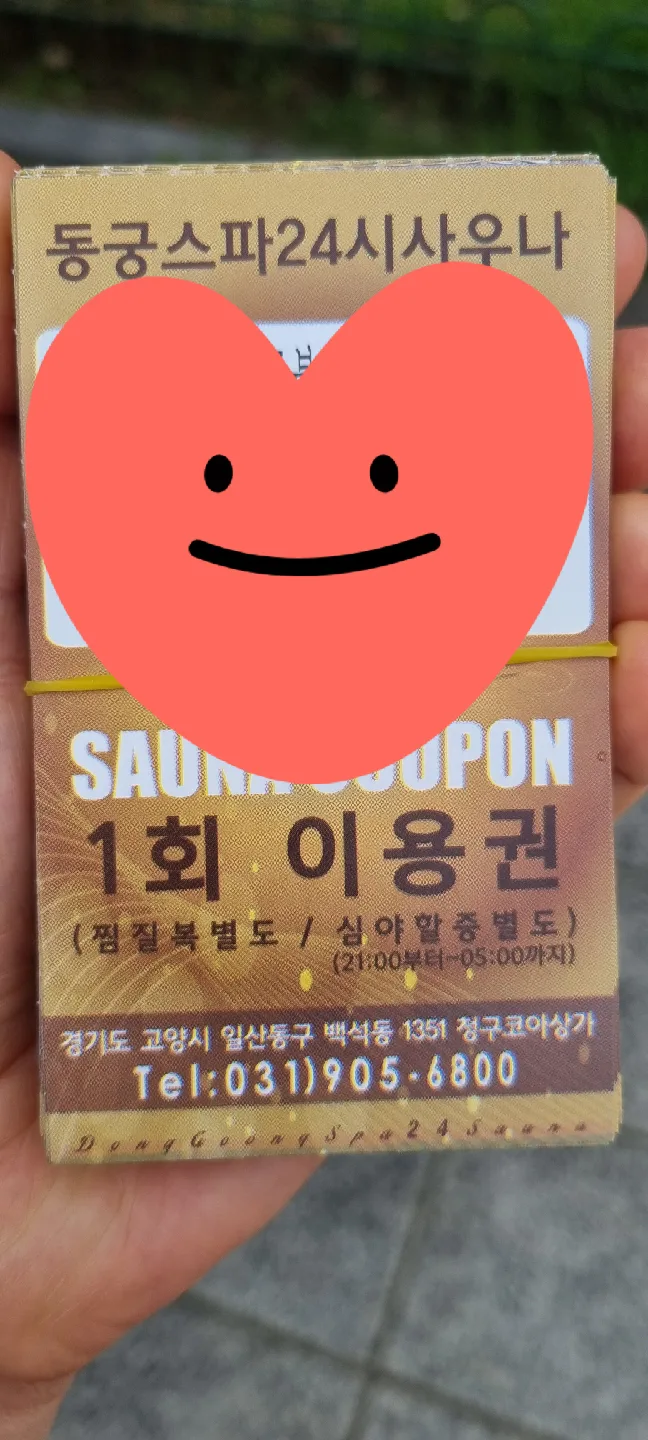 동궁스파24시사우나
SAUNA COUPON
1회 이용권
(찜질복별도 / 심야할증별도)
(21:00부터~05:00까지)
경기도 고양시 일산동구 백석동 1351 청구코아상가
Tel:031)905-6800
DongGoongSpa24Sauna